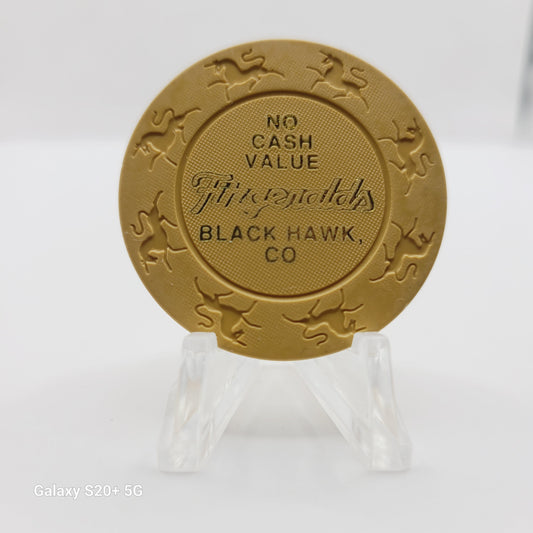 NO
CASH
VALUE
Fitzgeralds
BLACK HAWK,
CO
Galaxy S20+ 5G